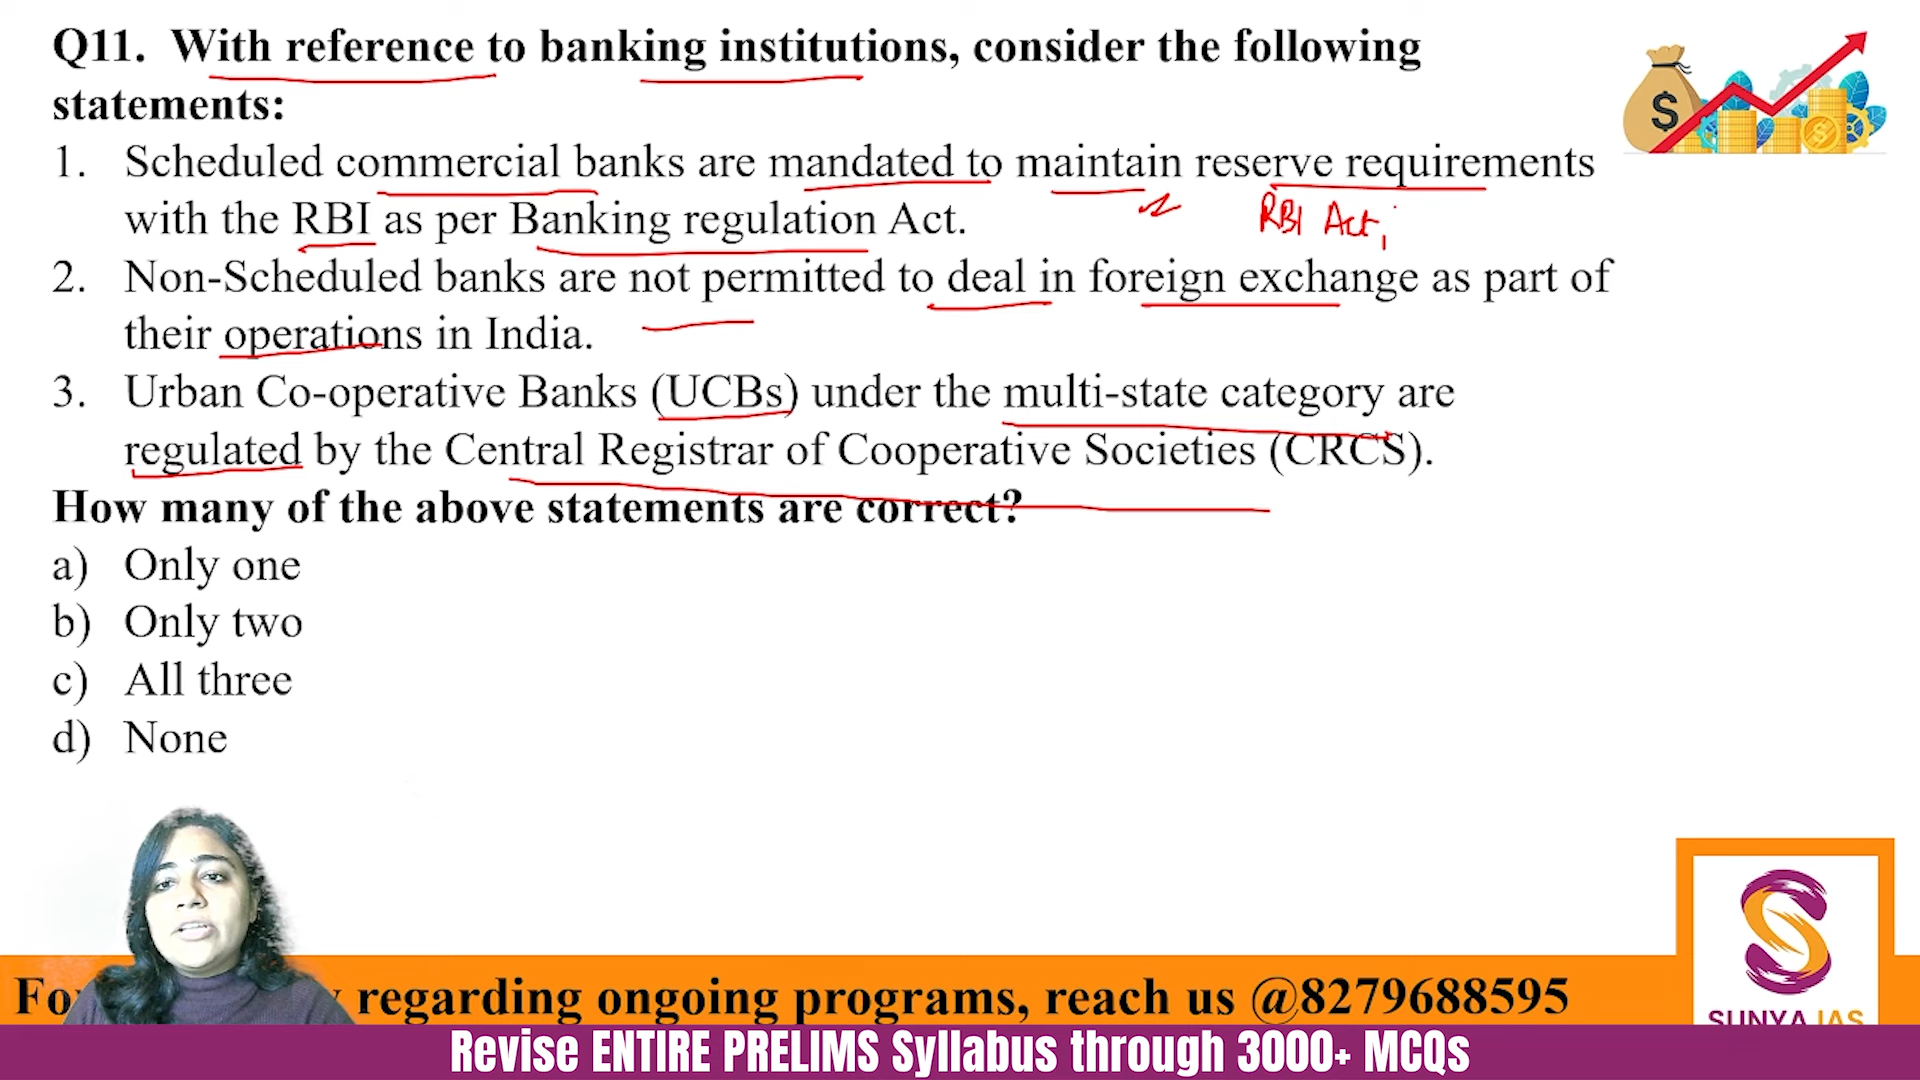 Q11. With reference to banking institutions, consider the following
statements:
1. Scheduled commercial banks are mandated to maintain reserve requirements
with the RBI as per Banking regulation Act.
RBI Act,
2. Non-Scheduled banks are not permitted to deal in foreign exchange as part of
their operations in India.
3. Urban Co-operative Banks (UCBs) under the multi-state category are
regulated by the Central Registrar of Cooperative Societies (CRCS).
How many of the above statements are correct?
a) Only one
b) Only two
c) All three
d) None
regarding ongoing programs, reach us @8279688595
SUNYA IAS
Revise ENTIRE PRELIMS Syllabus through 3000+ MCQs